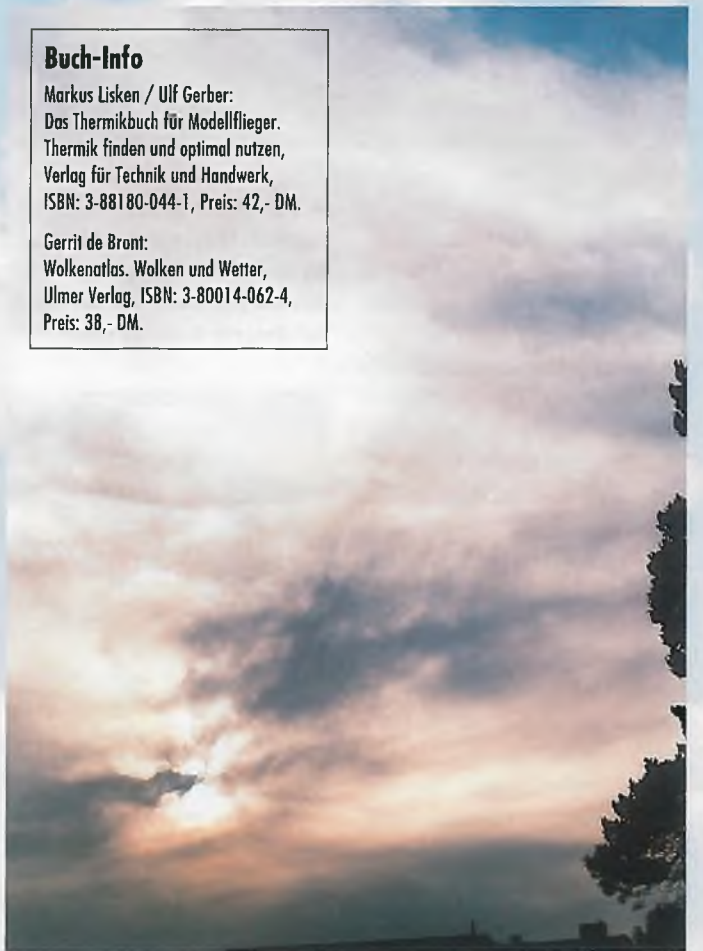 Buch-Info
Markus Lisken / Ulf Gerber:
Das Thermikbuch für Modellflieger.
Thermik finden und optimal nutzen,
Verlag für Technik und Handwerk,
ISBN: 3-88180-044-1, Preis: 42,- DM.
Gerrit de Bront:
Wolkenatlas. Wolken und Wetter,
Ulmer Verlag, ISBN: 3-80014-062-4,
Preis: 38,- DM.